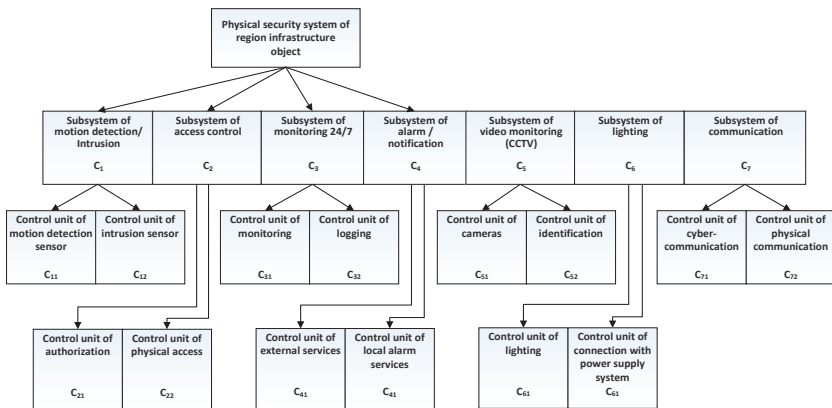 Physical security system of
region infrastructure
object
Subsystem of
motion detection/
Intrusion
C1
Subsystem of
access control
C2
Subsystem of
monitoring 24/7
C3
Subsystem of
alarm /
notification
C4
Subsystem of
video monitoring
(CCTV)
C5
Subsystem of
lighting
C6
Subsystem of
communication
C7
Control unit of
motion detection
sensor
C11
Control unit of
intrusion sensor
C12
Control unit of
monitoring
C31
Control unit of
logging
C32
Control unit of
cameras
C51
Control unit of
identification
C52
Control unit of
cyber-
communication
C71
Control unit of
physical
communication
C72
Control unit of
authorization
C21
Control unit of
physical access
C22
Control unit of
external services
C41
Control unit of
local alarm
services
C41
Control unit of
lighting
C61
Control unit of
connection with
power supply
system
C61